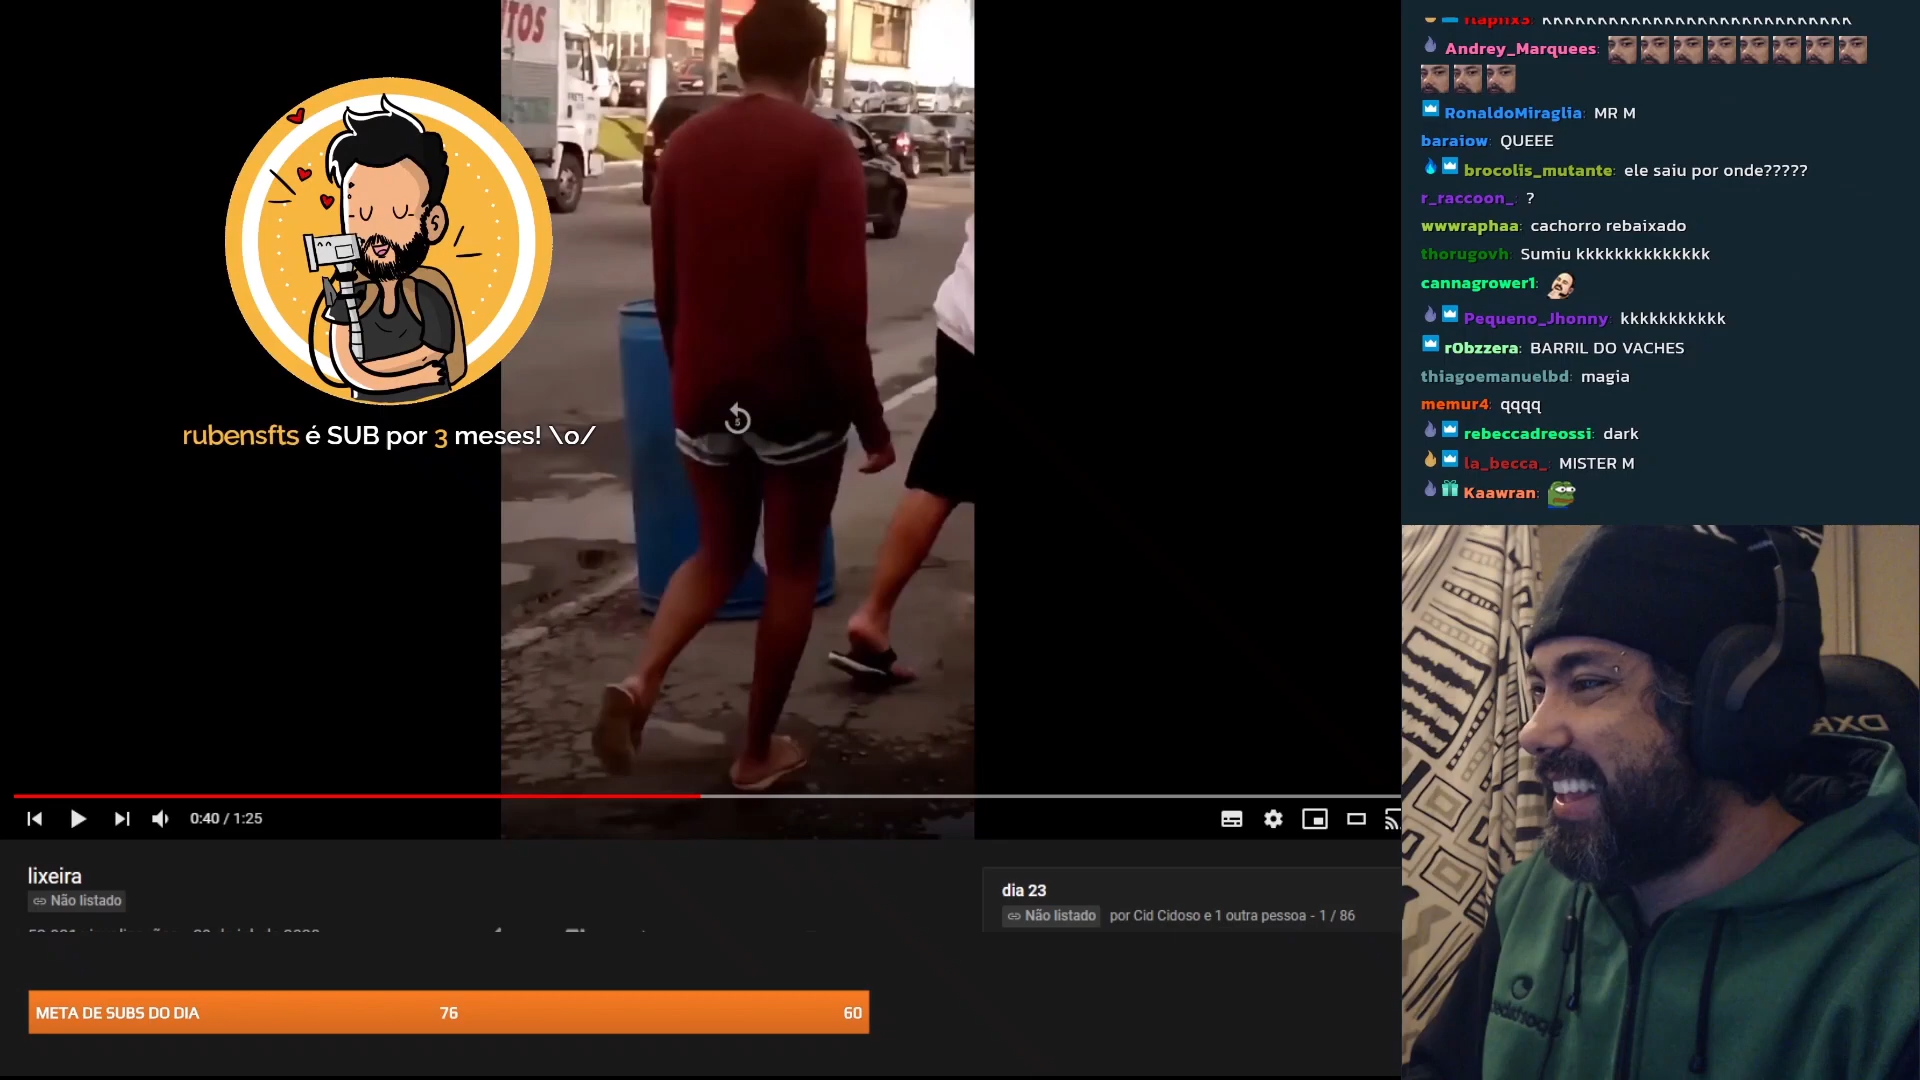 TOS
rubensfts é SUB por 3 meses! \o/
0:40 / 1:25
lixeira
Não listado
dia 23
Não listado por Cid Cidoso e 1 outra pessoa - 1 / 86
META DE SUBS DO DIA 76 60
Andrey_Marquees:
RonaldoMiraglia: MR M
baraiow: QUEEE
brocolis_mutante: ele saiu por onde?????
r_raccoon_: ?
wwwraphaa: cachorro rebaixado
thorugovh: Sumiu kkkkkkkkkkkkkk
cannagrower1:
Pequeno_Jhonny: kkkkkkkkkkk
r0bzzera: BARRIL DO VACHES
thiagoemanuelbd: magia
memur4: qqqq
rebeccadreossi: dark
la_becca_: MISTER M
Kaawran: